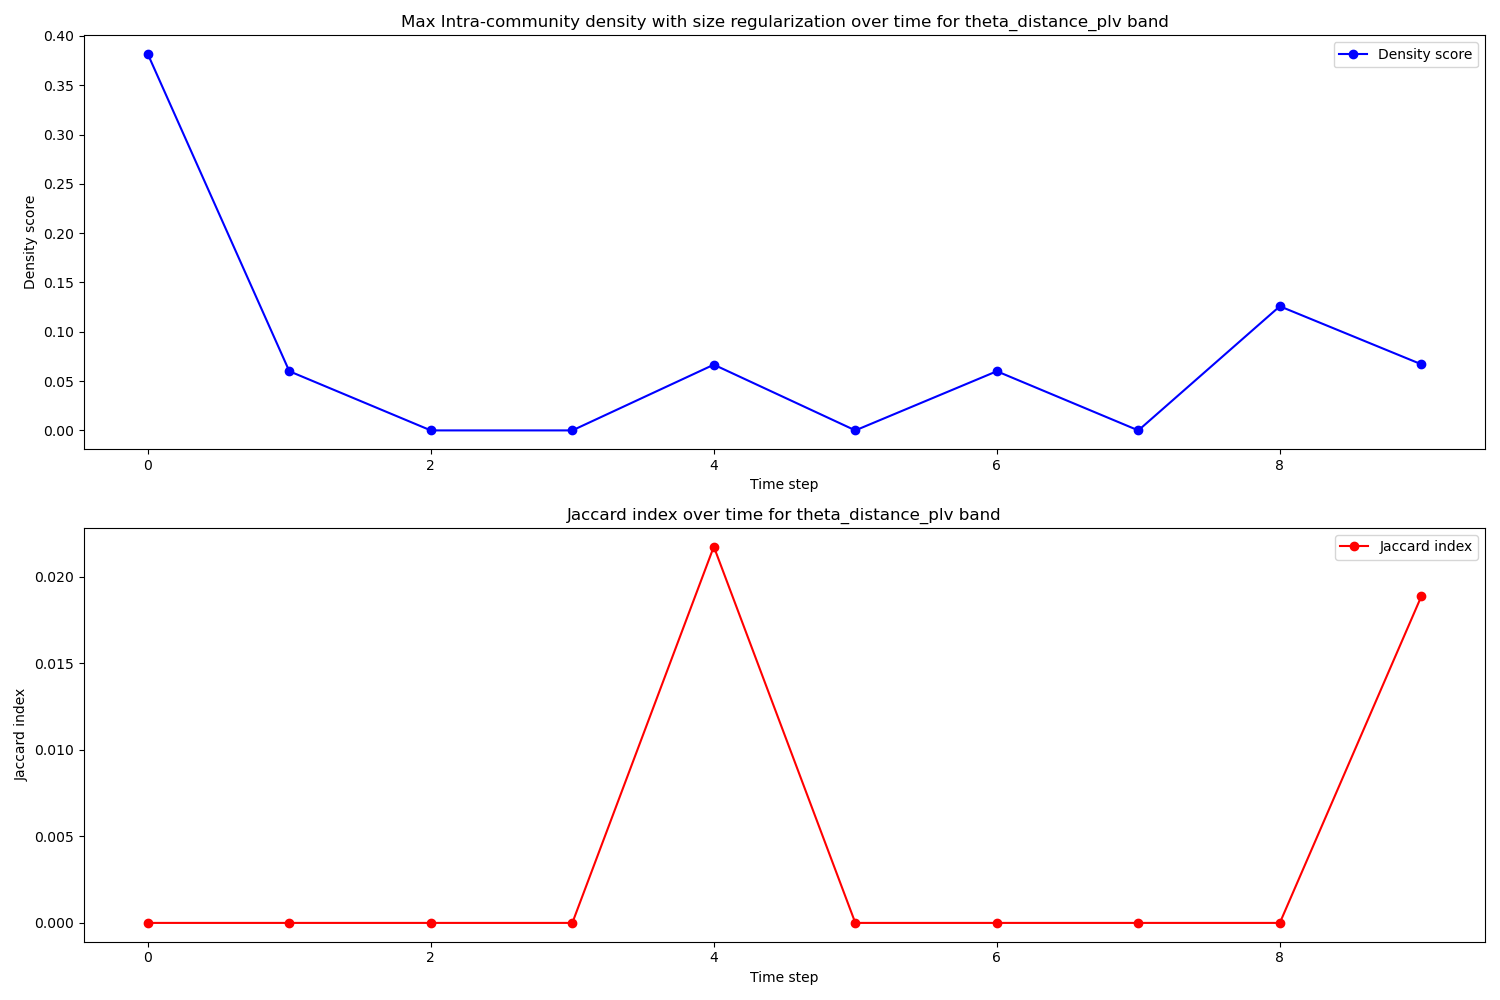 Max Intra-community density with size regularization over time for theta_distance_plv band
Density score
0.40
0.35
0.30
0.25
0.20
0.15
0.10
0.05
0.00
Density score
0 2 4 6 8
Time step
Jaccard index over time for theta_distance_plv band
Jaccard index
0.020
0.015
0.010
0.005
0.000
Jaccard index
0 2 4 6 8
Time step